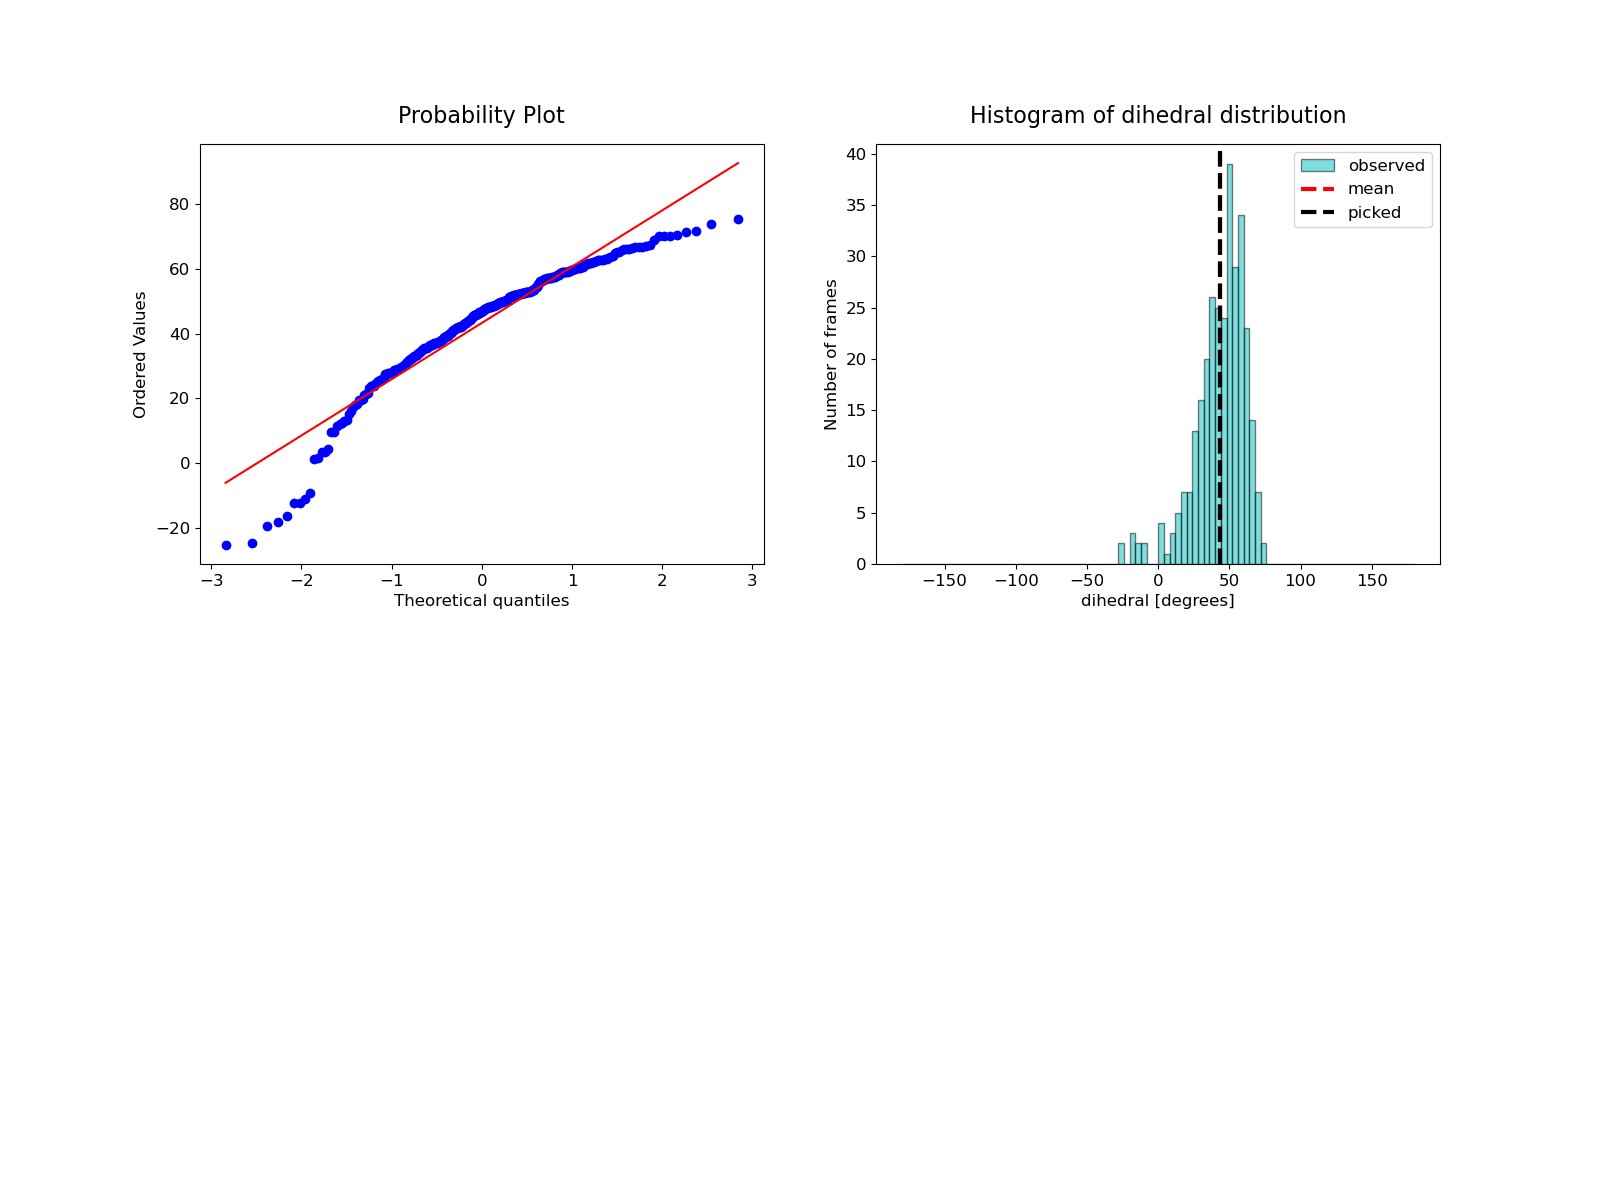 Probability Plot
80
60
40
20
0
−20
Ordered Values
−3 −2 −1 0 1 2 3
Theoretical quantiles
Histogram of dihedral distribution
40
35
30
25
20
15
10
5
0
Number of frames
observed
mean
picked
−150 −100 −50 0 50 100 150
dihedral [degrees]